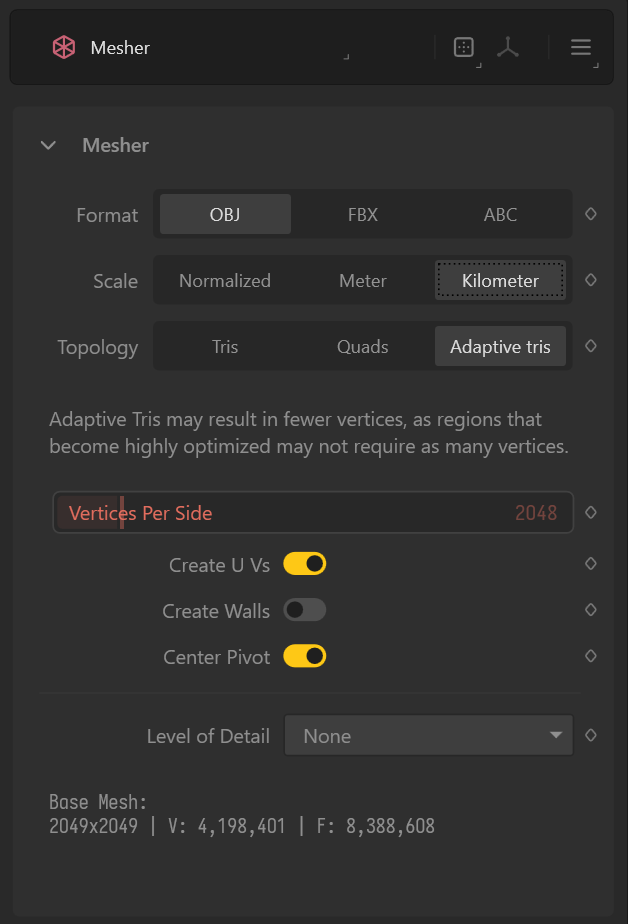 Mesher
Mesher
Format OBJ FBX ABC
Scale Normalized Meter Kilometer
Topology Tris Quads Adaptive tris
Adaptive Tris may result in fewer vertices, as regions that
become highly optimized may not require as many vertices.
Vertices Per Side 2048
Create U Vs
Create Walls
Center Pivot
Level of Detail None
Base Mesh:
2049x2049 | V: 4,198,401 | F: 8,388,608